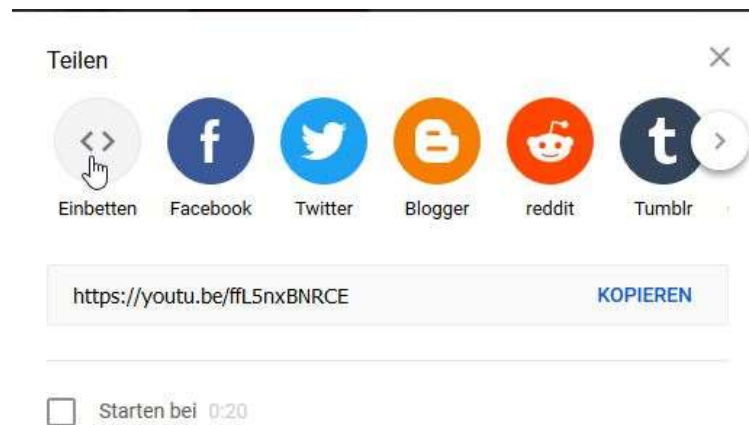 Teilen
Einbetten Facebook Twitter Blogger reddit Tumblr
https://youtu.be/ffL5nxBNRCE KOPIEREN
Starten bei 0:20